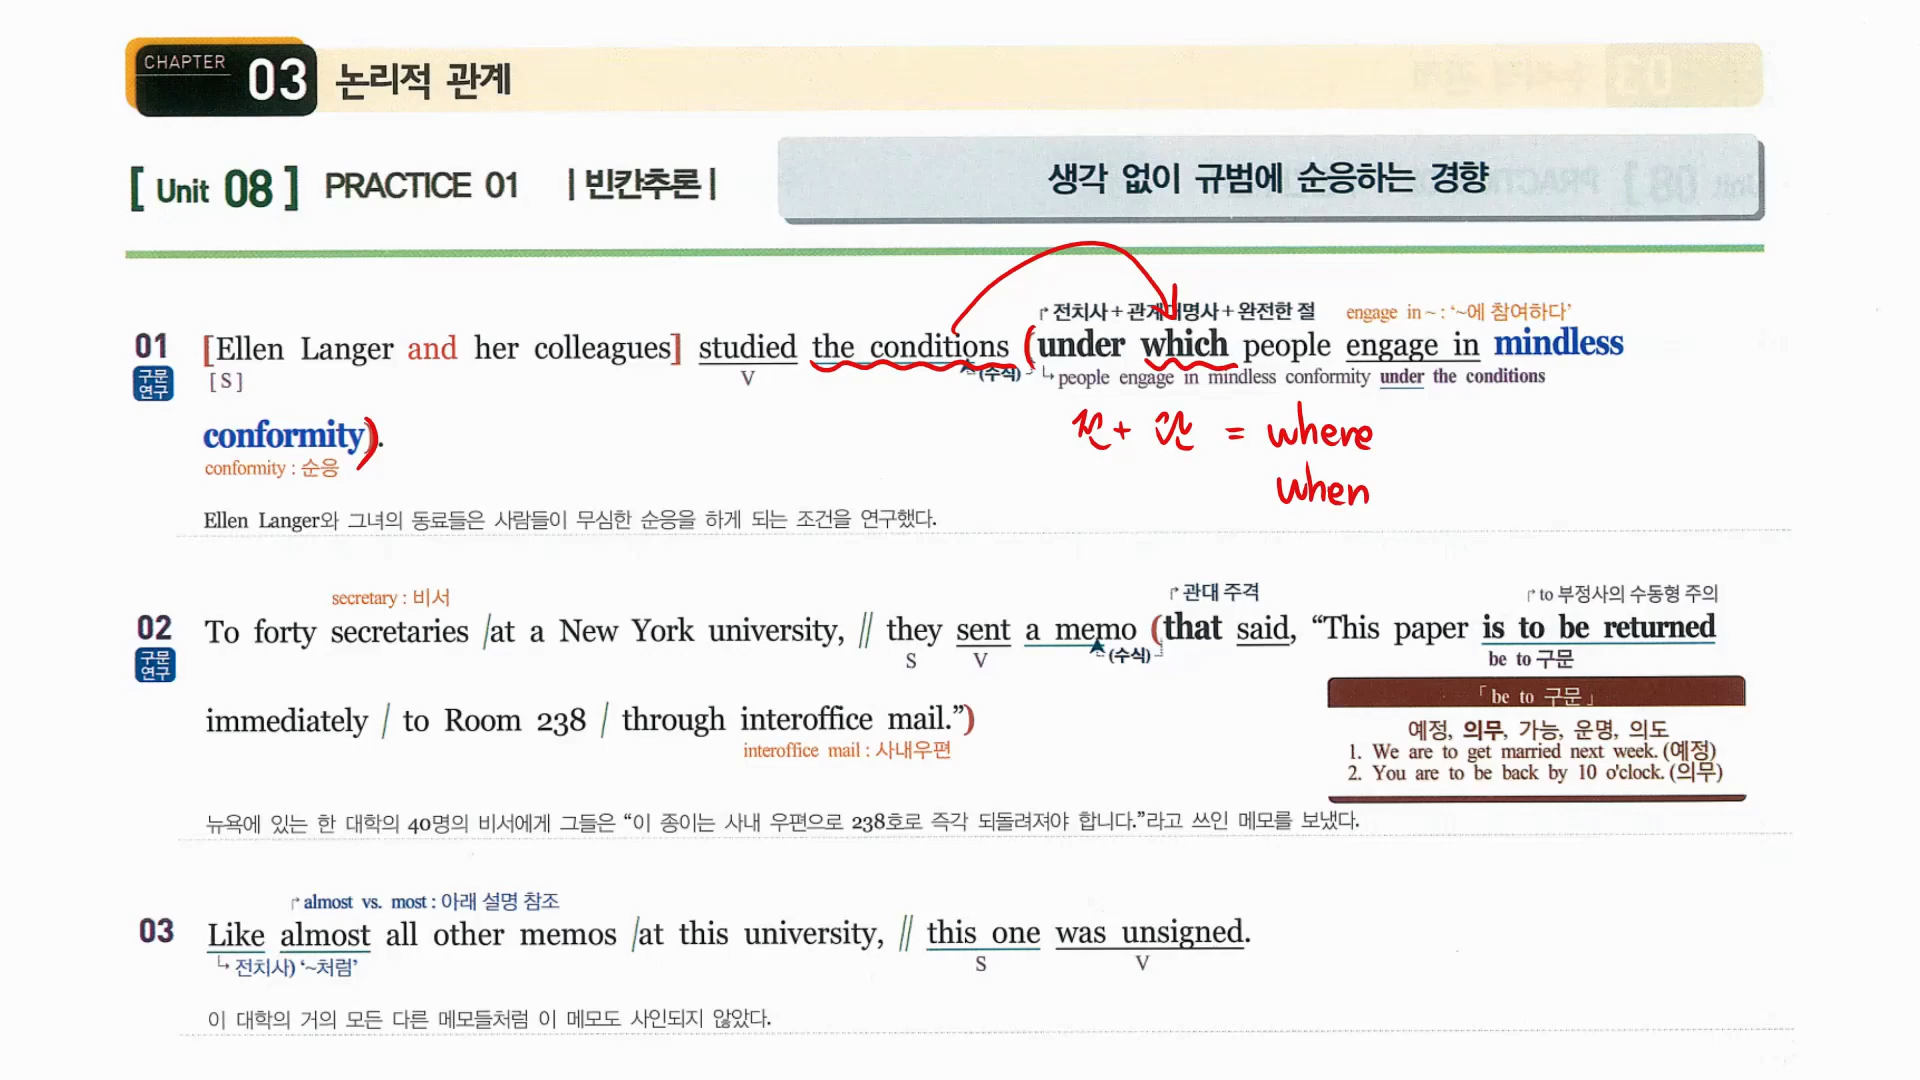 CHAPTER 03 논리적 관계
[ Unit 08 ] PRACTICE 01 | 빈칸추론 | 생각 없이 규범에 순응하는 경향
전치사 + 관계대명사 + 완전한 절 engage in ~ : ‘~에 참여하다’
01 [Ellen Langer and her colleagues] studied the conditions (under which people engage in mindless
구문 연구 [ S ] V (수식) people engage in mindless conformity under the conditions
conformity).
conformity : 순응
전+ 완 = where
when
Ellen Langer와 그녀의 동료들은 사람들이 무심한 순응을 하게 되는 조건을 연구했다.
secretary : 비서 관대 주격 to 부정사의 수동형 주의
02 To forty secretaries /at a New York university, // they sent a memo (that said, “This paper is to be returned
구문 연구 S V (수식) be to 구문
immediately / to Room 238 / through interoffice mail.”)
interoffice mail : 사내우편
「be to 구문」
예정, 의무, 가능, 운명, 의도
1. We are to get married next week. (예정)
2. You are to be back by 10 o'clock. (의무)
뉴욕에 있는 한 대학의 40명의 비서에게 그들은 “이 종이는 사내 우편으로 238호로 즉각 되돌려져야 합니다.”라고 쓰인 메모를 보냈다.
almost vs. most : 아래 설명 참조
03 Like almost all other memos /at this university, // this one was unsigned.
전치사) ‘~처럼’ S V
이 대학의 거의 모든 다른 메모들처럼 이 메모도 사인되지 않았다.